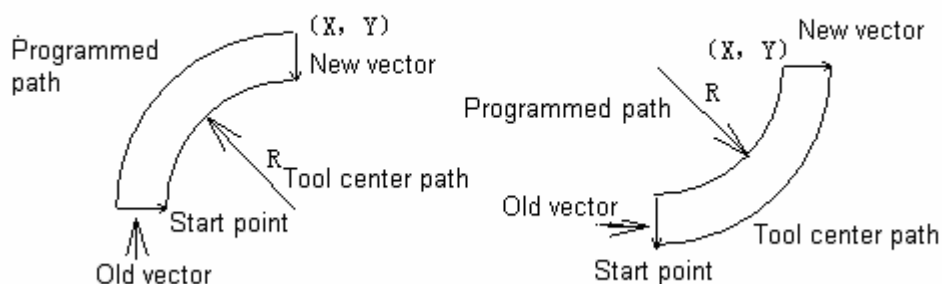 Programmed
path
(X, Y)
New vector
R
Tool center path
Start point
Old vector
New vector
(X, Y)
R
Programmed path
Old vector
Tool center path
Start point